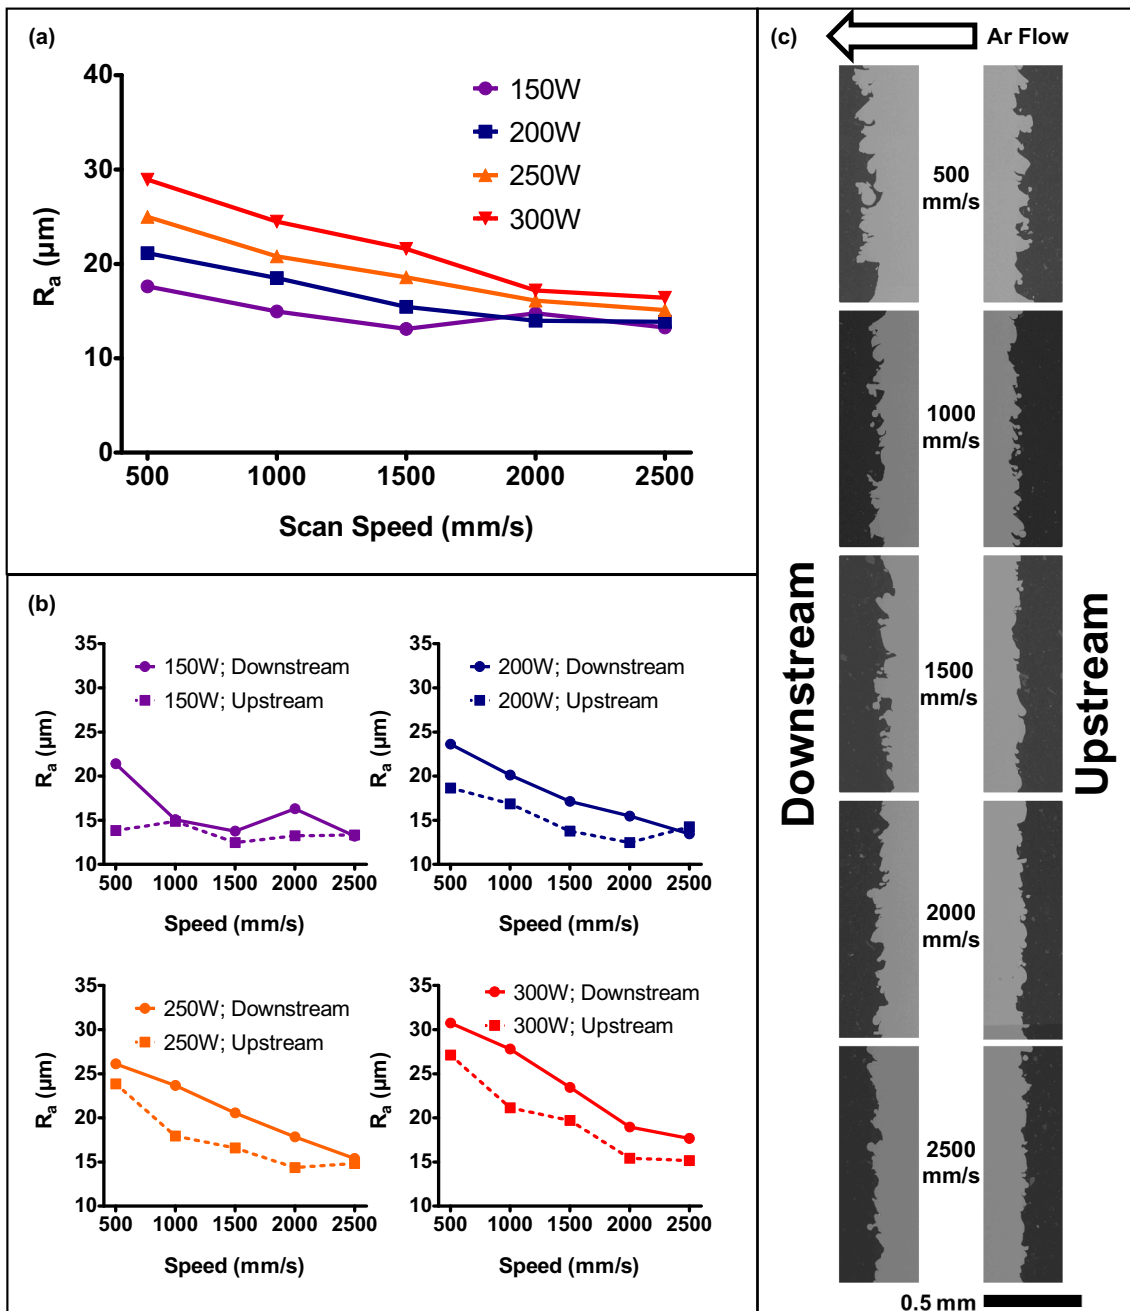 (a)
40
30
20
10
0
Rₐ (µm)
150W
200W
250W
300W
500 1000 1500 2000 2500
Scan Speed (mm/s)
(b)
35
30
25
20
15
10
Rₐ (µm)
150W; Downstream
150W; Upstream
500 1000 1500 2000 2500
Speed (mm/s)
35
30
25
20
15
10
Rₐ (µm)
200W; Downstream
200W; Upstream
500 1000 1500 2000 2500
Speed (mm/s)
35
30
25
20
15
10
Rₐ (µm)
250W; Downstream
250W; Upstream
500 1000 1500 2000 2500
Speed (mm/s)
35
30
25
20
15
10
Rₐ (µm)
300W; Downstream
300W; Upstream
500 1000 1500 2000 2500
Speed (mm/s)
(c)
Ar Flow
Downstream
500
mm/s
1000
mm/s
1500
mm/s
2000
mm/s
2500
mm/s
Upstream
0.5 mm